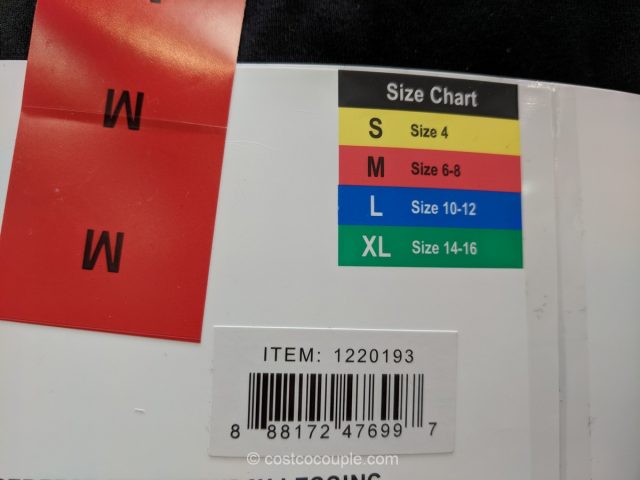 M
M
Size Chart
S Size 4
M Size 6-8
L Size 10-12
XL Size 14-16
ITEM: 1220193
8 88172 47699 7
© costcocouple.com
LEGGING